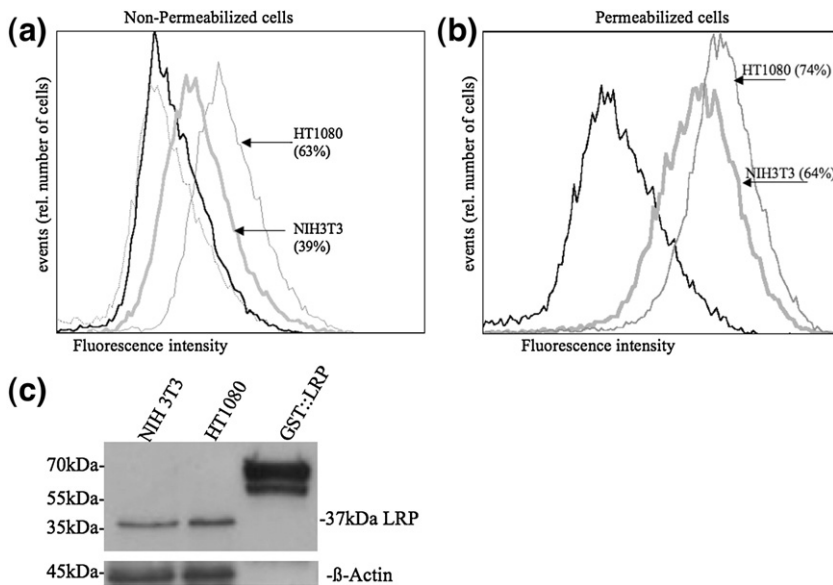 (a)
Non-Permeabilized cells
events (rel. number of cells)
HT1080
(63%)
NIH3T3
(39%)
Fluorescence intensity
(b)
Permeabilized cells
events (rel. number of cells)
HT1080 (74%)
NIH3T3 (64%)
Fluorescence intensity
(c)
NIH 3T3
HT1080
GST::LRP
70kDa-
55kDa-
35kDa-
-37kDa LRP
45kDa-
-ß-Actin